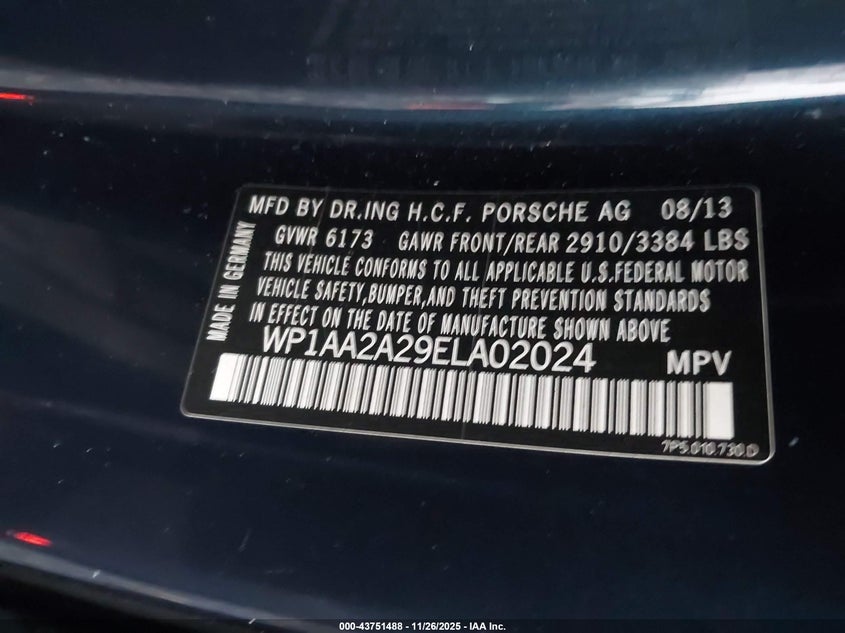 MFD BY DR.ING H.C.F. PORSCHE AG 08/13
GVWR 6173 GAWR FRONT/REAR 2910/3384 LBS
THIS VEHICLE CONFORMS TO ALL APPLICABLE U.S.FEDERAL MOTOR
VEHICLE SAFETY,BUMPER,AND THEFT PREVENTION STANDARDS
IN EFFECT ON THE DATE OF MANUFACTURE SHOWN ABOVE
WP1AA2A29ELA02024 MPV
MADE IN GERMANY
7P5.010.730.D
000-43751488 - 11/26/2025 - IAA Inc.